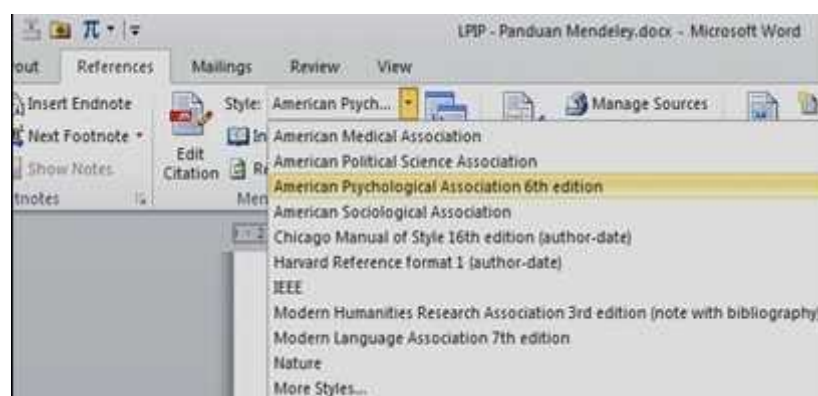 LPIP - Panduan Mendeley.docx - Microsoft Word
out References Mailings Review View
Insert Endnote
Style: American Psych...
Manage Sources
Next Footnote
Edit Citation
In
Show Notes
Re
tnotes
Men
American Medical Association
American Political Science Association
American Psychological Association 6th edition
American Sociological Association
Chicago Manual of Style 16th edition (author-date)
Harvard Reference format 1 (author-date)
IEEE
Modern Humanities Research Association 3rd edition (note with bibliography)
Modern Language Association 7th edition
Nature
More Styles...